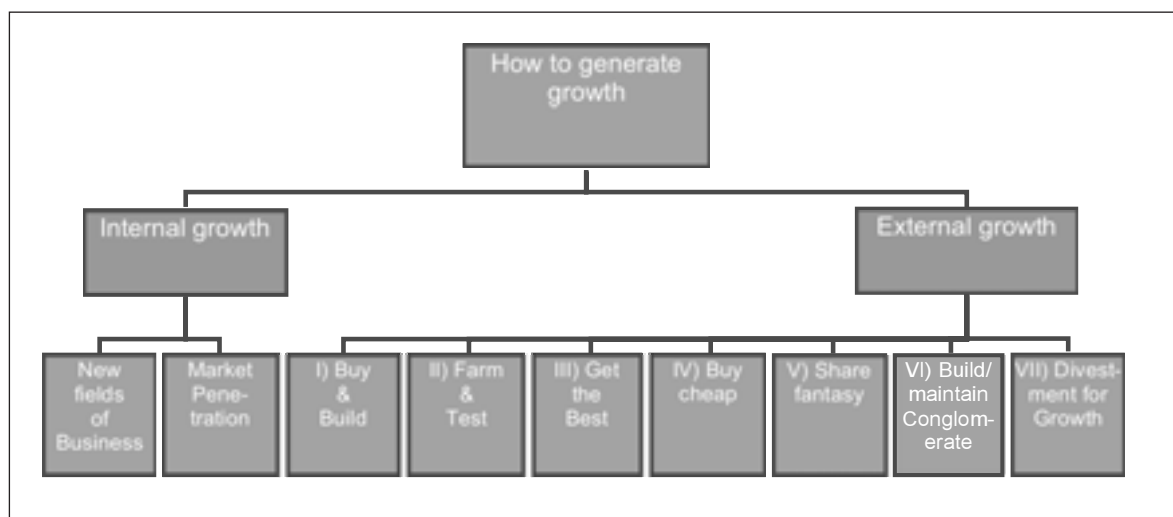 How to generate
growth
Internal growth
External growth
New
fields
of
Business
Market
Pene-
tration
I) Buy
&
Build
II) Farm
&
Test
III) Get
the
Best
IV) Buy
cheap
V) Share
fantasy
VI) Build/
maintain
Conglom-
erate
VII) Divest-
ment for
Growth